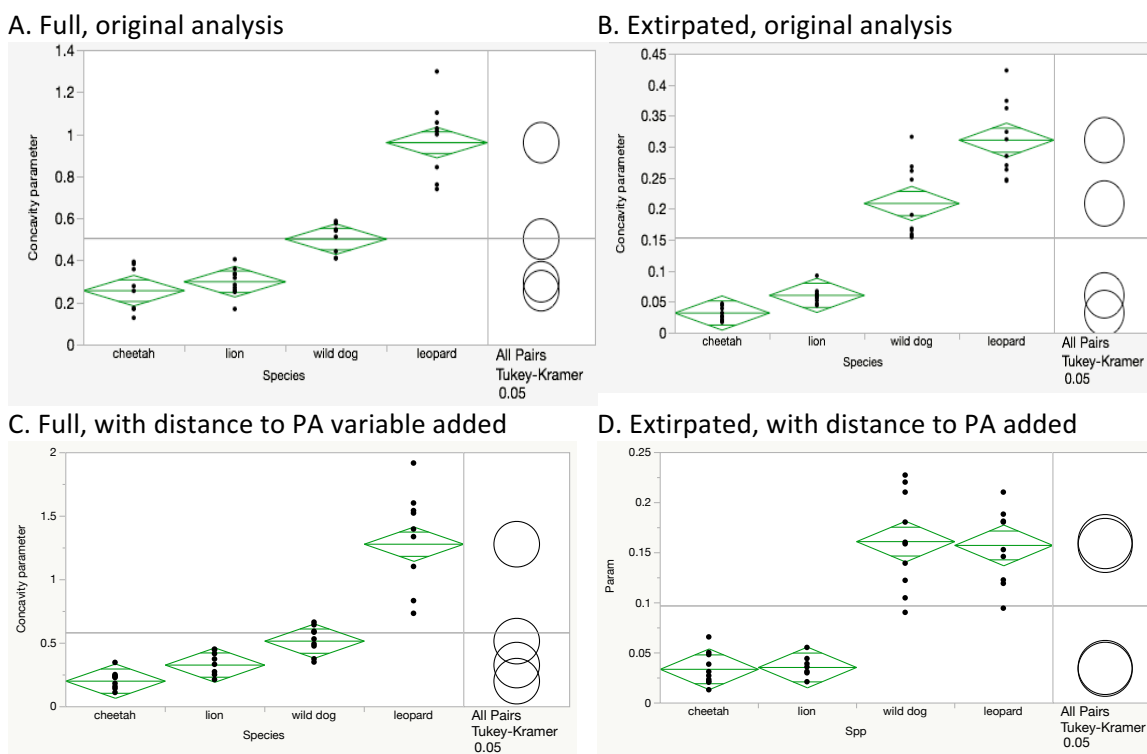 A. Full, original analysis
1.4
1.2
1
0.8
0.6
0.4
0.2
0
Concavity parameter
cheetah lion wild dog leopard
Species
All Pairs
Tukey-Kramer
0.05
B. Extirpated, original analysis
0.45
0.4
0.35
0.3
0.25
0.2
0.15
0.1
0.05
0
Concavity parameter
cheetah lion wild dog leopard
Species
All Pairs
Tukey-Kramer
0.05
C. Full, with distance to PA variable added
2
1.5
1
0.5
0
Concavity parameter
cheetah lion wild dog leopard
Species
All Pairs
Tukey-Kramer
0.05
D. Extirpated, with distance to PA added
0.25
0.2
0.15
0.1
0.05
0
Param
cheetah lion wild dog leopard
Spp
All Pairs
Tukey-Kramer
0.05